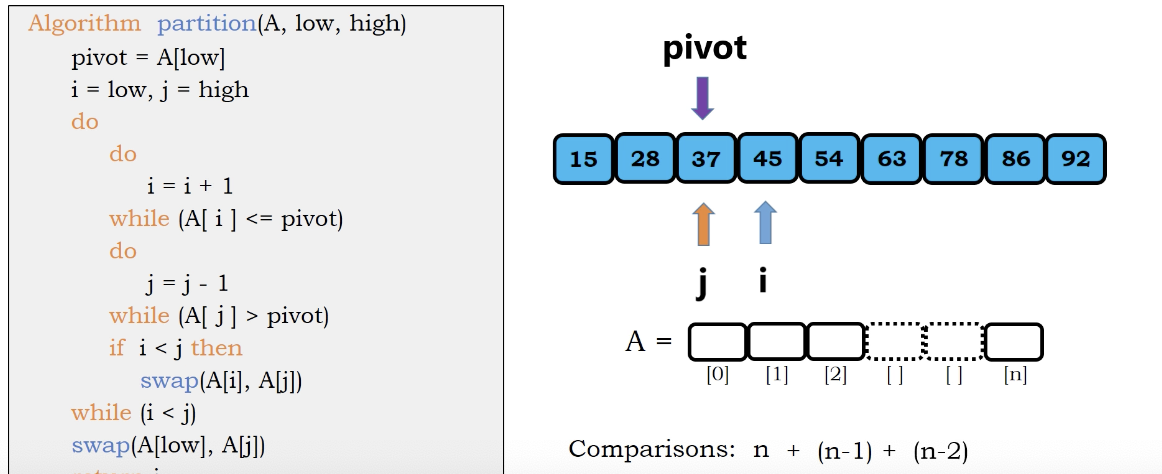 Algorithm partition(A, low, high)
pivot = A[low]
i = low, j = high
do
do
i = i + 1
while (A[ i ] <= pivot)
do
j = j - 1
while (A[ j ] > pivot)
if i < j then
swap(A[i], A[j])
while (i < j)
swap(A[low], A[j])
pivot
15 28 37 45 54 63 78 86 92
j i
A =
[0] [1] [2] [ ] [ ] [n]
Comparisons: n + (n-1) + (n-2)